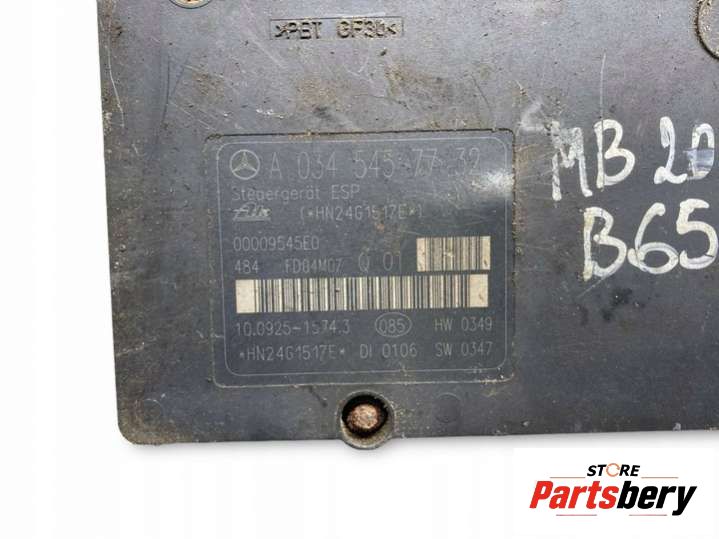 >PBT GF30<
A 034 545 77 32
Steuergerät ESP
Ate (*HN24G1517E*)
00009545E0
484 FD04M07 Q 01
10.0925-1574.3 085 HW 0349
*HN24G1517E* DI 0106 SW 0347
MB 20
B65
STORE
Partsbery